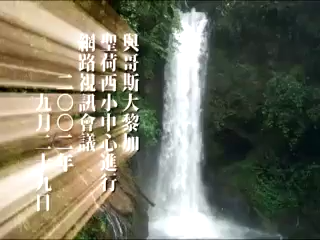 與哥斯大黎加
聖荷西小中心進行
網路視訊會議
二〇〇二年
九月二十九日